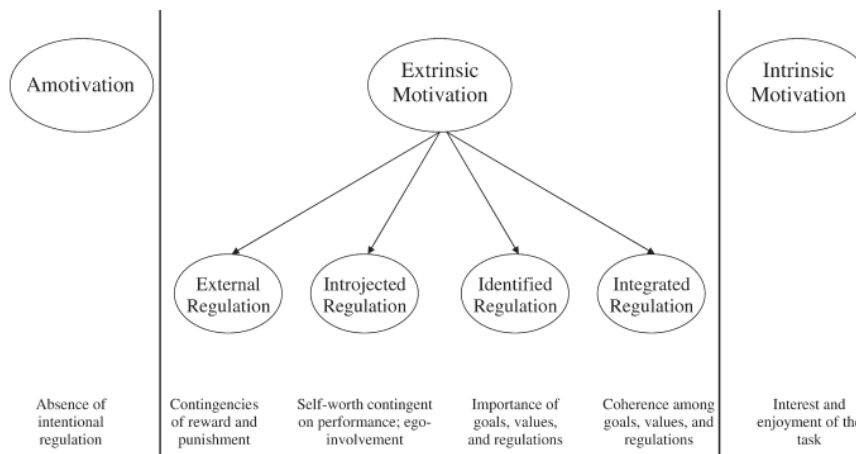 Amotivation
Extrinsic
Motivation
Intrinsic
Motivation
External
Regulation
Introjected
Regulation
Identified
Regulation
Integrated
Regulation
Absence of
intentional
regulation
Contingencies
of reward and
punishment
Self-worth contingent
on performance; ego-
involvement
Importance of
goals, values,
and regulations
Coherence among
goals, values, and
regulations
Interest and
enjoyment of the
task